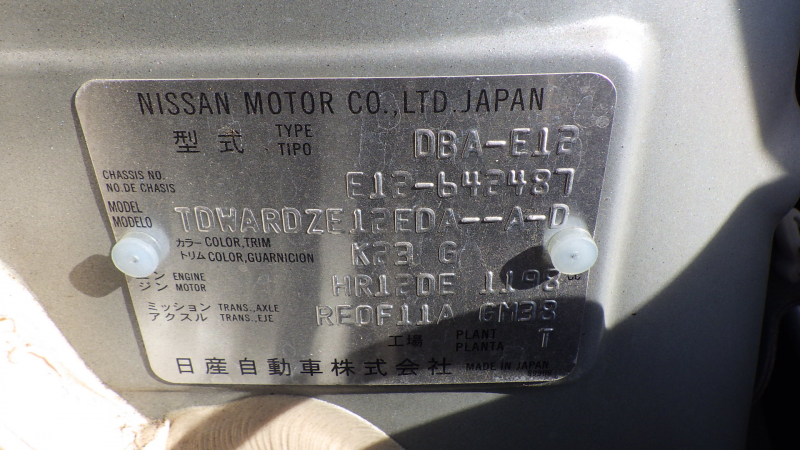 NISSAN MOTOR CO.,LTD. JAPAN
型式 TYPE TIPO DBA-E12
CHASSIS NO. NO.DE CHASIS E12-642487
MODEL MODELO TDWARDZE12EDA--A-D
カラー COLOR,TRIM トリム COLOR,GUARNICION K23 G
ENGINE MOTOR HR12DE 1198 CC
ミッション TRANS.,AXLE アクスル TRANS.,EJE RE0F11A GM38
工場 PLANT PLANTA T
日産自動車株式会社 MADE IN JAPAN